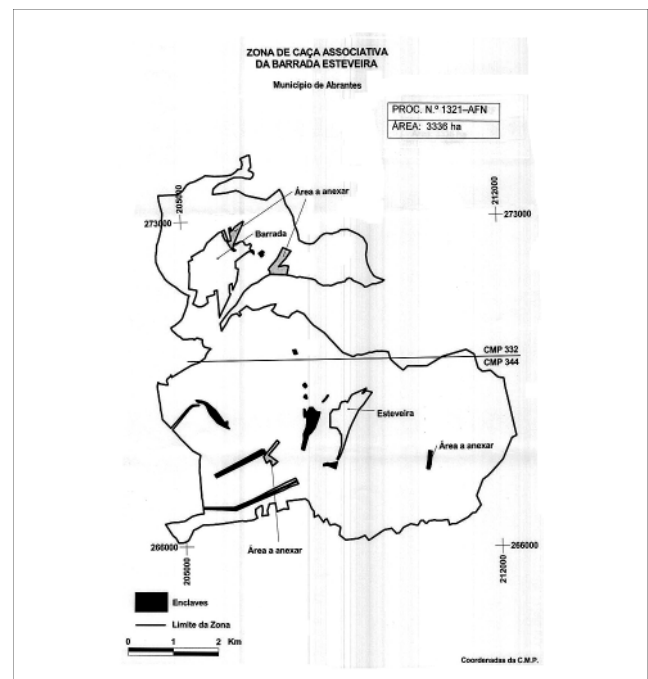 ZONA DE CAÇA ASSOCIATIVA
DA BARRADA ESTEVEIRA
Município de Abrantes
PROC. N.º 1321–AFN
ÁREA: 3336 ha
205000
212000
273000
273000
Área a anexar
Barrada
CMP 332
CMP 344
Esteveira
Área a anexar
266000
266000
205000
212000
Área a anexar
Enclaves
Limite da Zona
0 1 2 Km
Coordenadas da C.M.P.